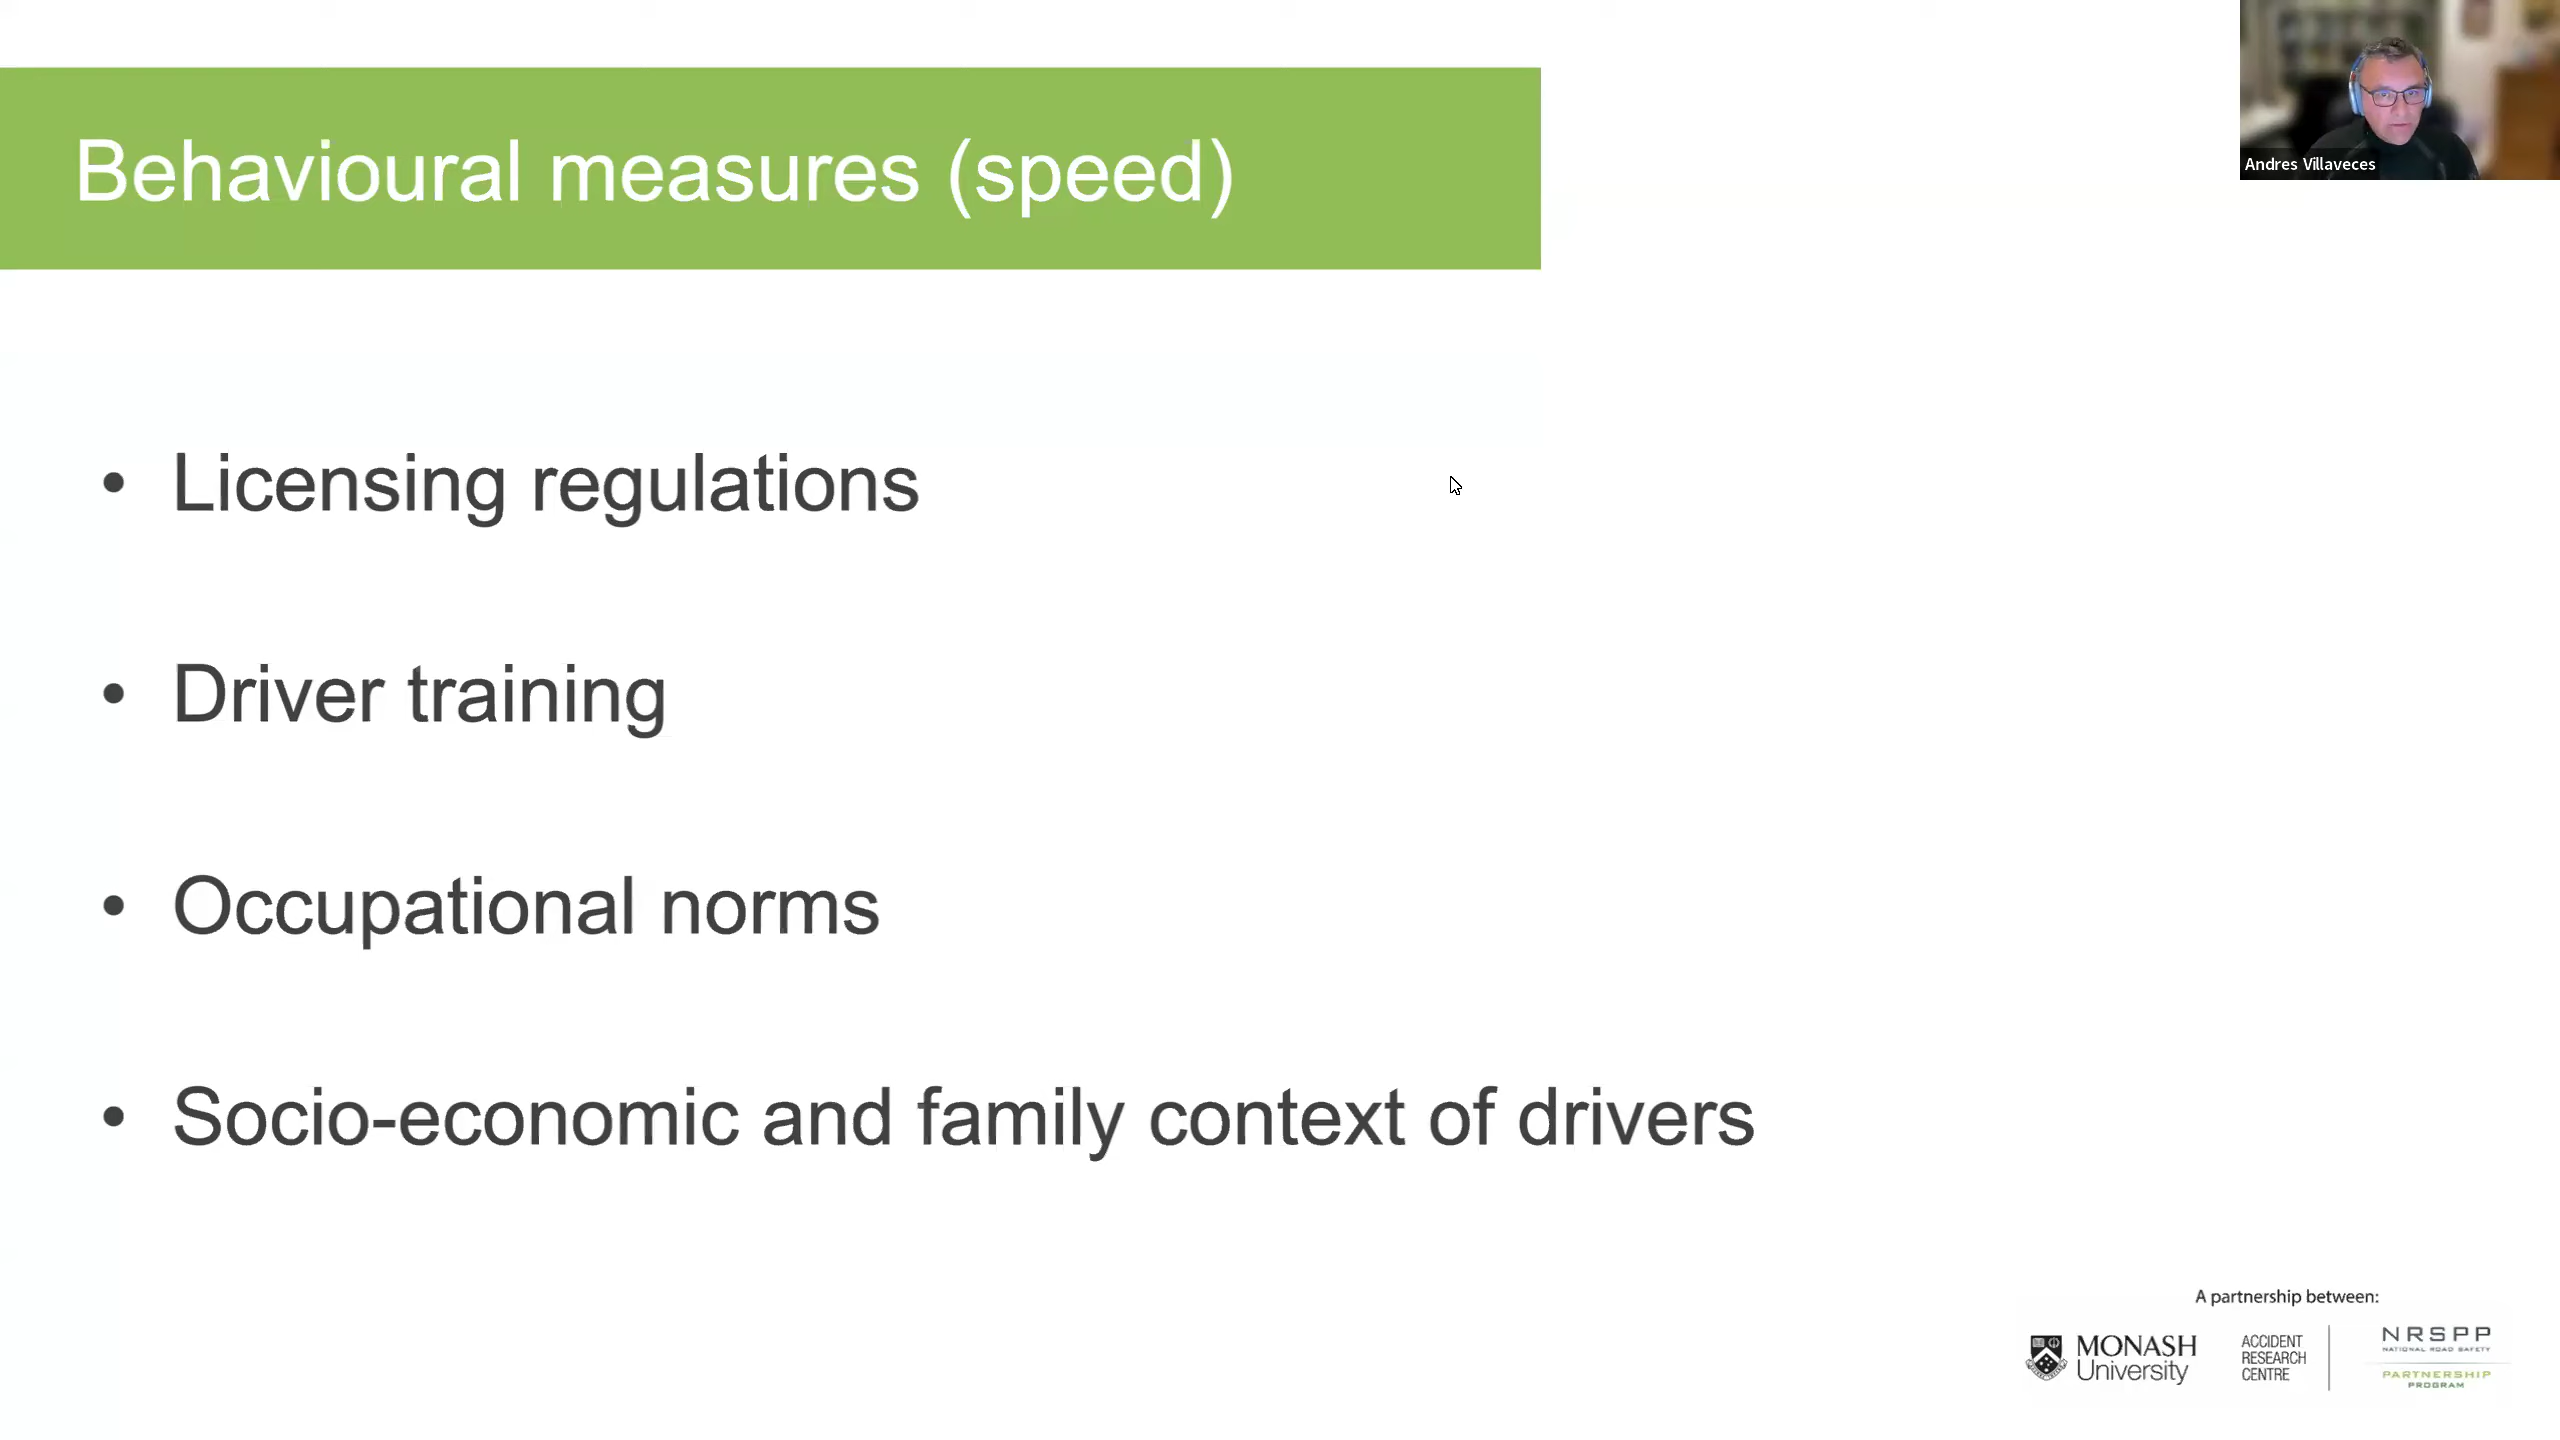 Behavioural measures (speed)
Andres Villaveces
• Licensing regulations
• Driver training
• Occupational norms
• Socio-economic and family context of drivers
A partnership between:
MONASH University
ACCIDENT
RESEARCH
CENTRE
NRSPP
NATIONAL ROAD SAFETY
PARTNERSHIP
PROGRAM